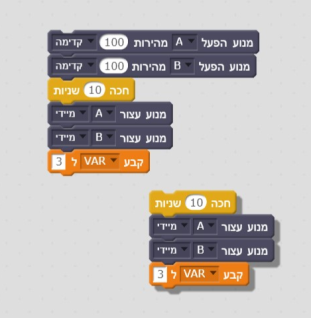 מנוע הפעל A מהירות 100 קדימה
מנוע הפעל B מהירות 100 קדימה
חכה 10 שניות
מנוע עצור A מיידי
מנוע עצור B מיידי
קבע VAR ל 3
חכה 10 שניות
מנוע עצור A מיידי
מנוע עצור B מיידי
קבע VAR ל 3